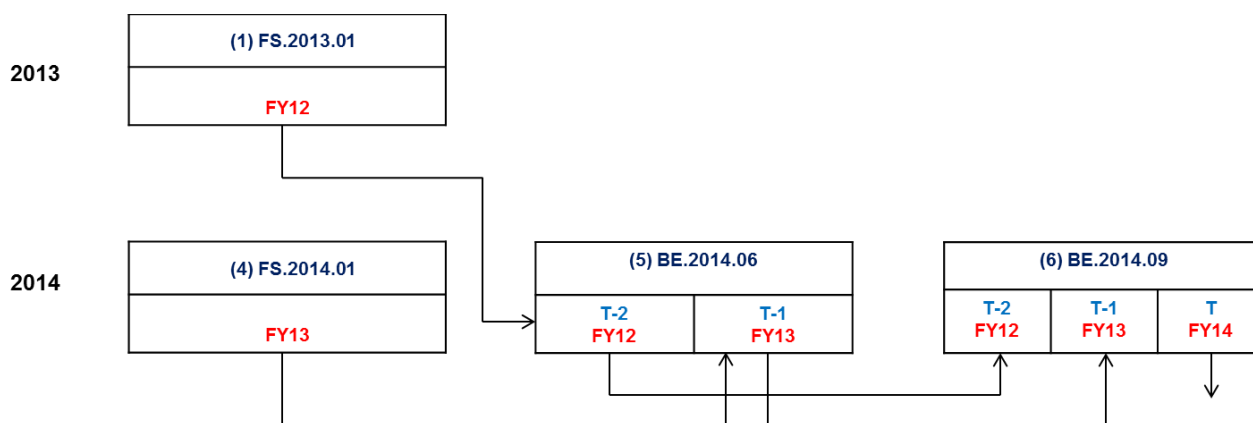 (1) FS.2013.01
2013
FY12
(4) FS.2014.01
(5) BE.2014.06
(6) BE.2014.09
2014
T-2 T-1 T-2 T-1 T
FY13 FY12 FY13 FY12 FY13 FY14